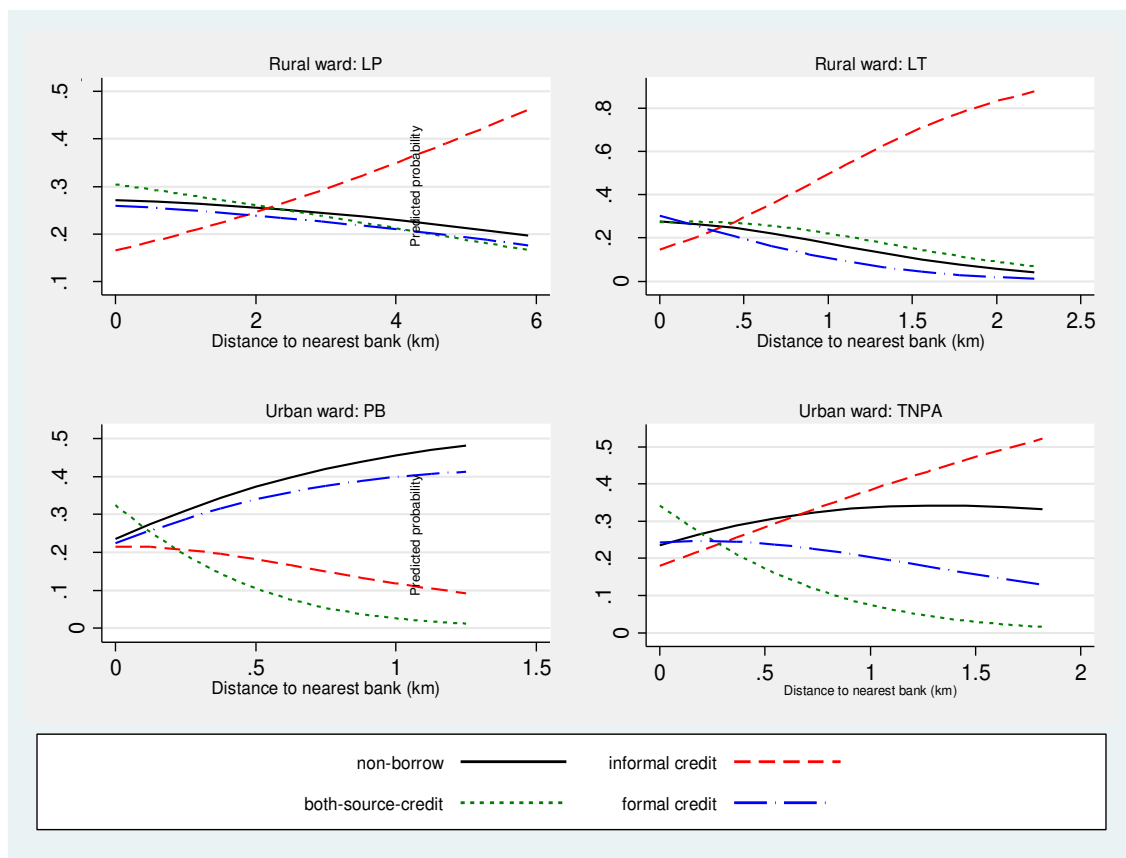 Rural ward: LP
.5
.4
.3
.2
.1
Predicted probability
0 2 4 6
Distance to nearest bank (km)
Rural ward: LT
.8
.6
.4
.2
0
0 .5 1 1.5 2 2.5
Distance to nearest bank (km)
Urban ward: PB
.5
.4
.3
.2
.1
0
Predicted probability
0 .5 1 1.5
Distance to nearest bank (km)
Urban ward: TNPA
.5
.4
.3
.2
.1
0
0 .5 1 1.5 2
Distance to nearest bank (km)
non-borrow informal credit
both-source-credit formal credit